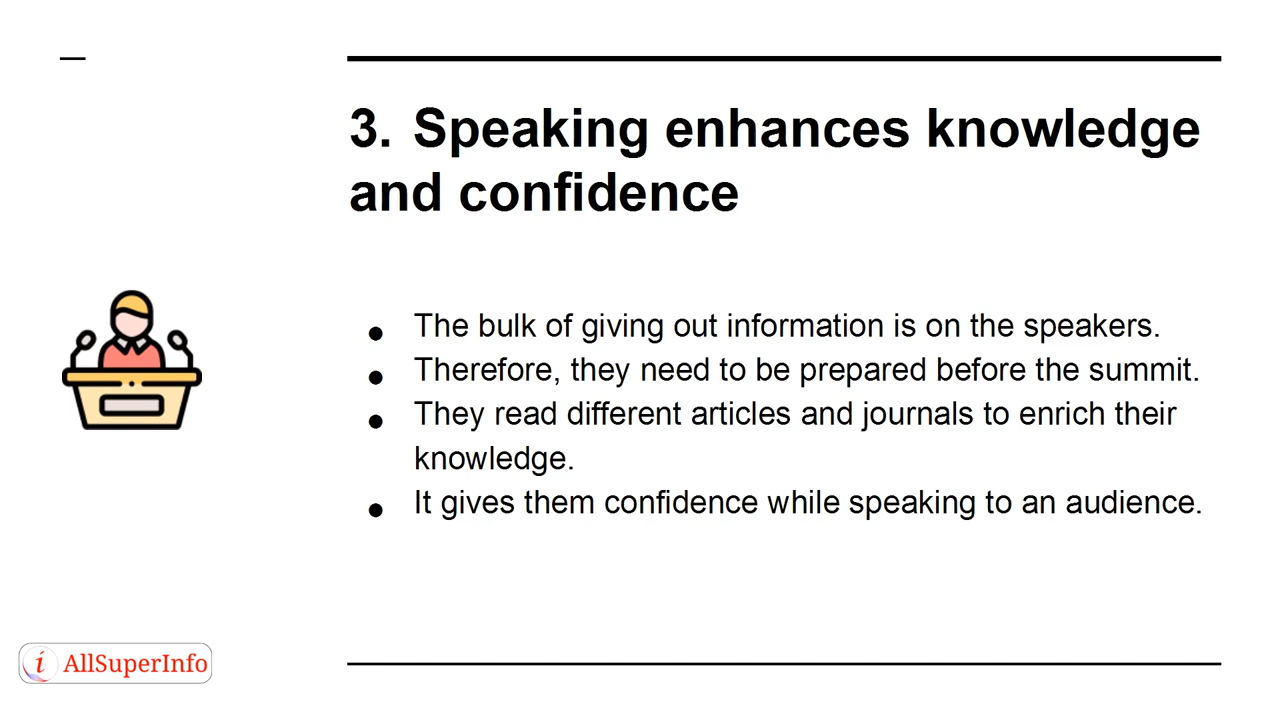 3. Speaking enhances knowledge
and confidence
● The bulk of giving out information is on the speakers.
● Therefore, they need to be prepared before the summit.
● They read different articles and journals to enrich their
knowledge.
● It gives them confidence while speaking to an audience.
i AllSuperInfo